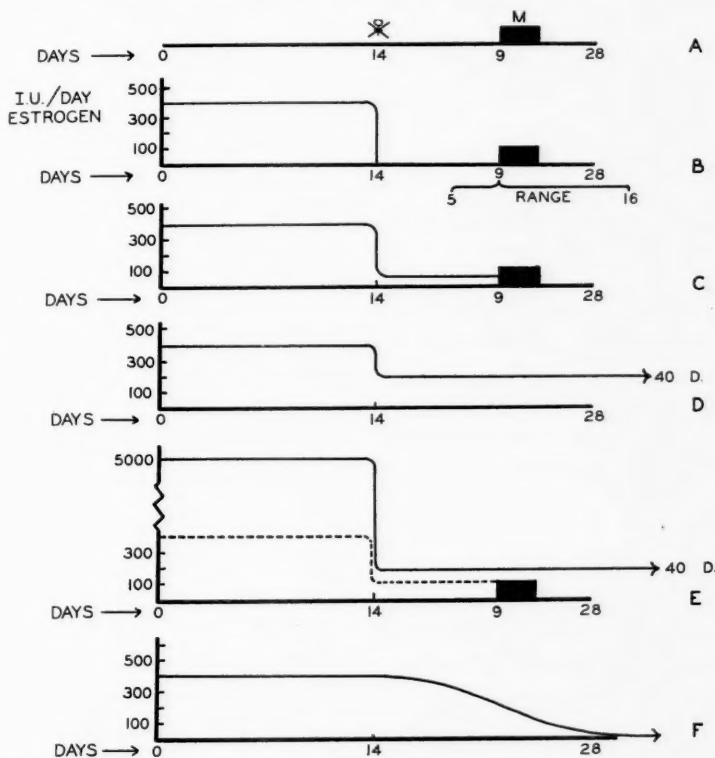 M
DAYS → 0 14 9 28 A
I.U./DAY
ESTROGEN
500
300
100
DAYS → 0 14 9 28 B
5 RANGE 16
500
300
100
DAYS → 0 14 9 28 C
500
300
100
40 D.
DAYS → 0 14 28 D
5000
300
100
40 D.
DAYS → 0 14 9 28 E
500
300
100
DAYS → 0 14 28 F